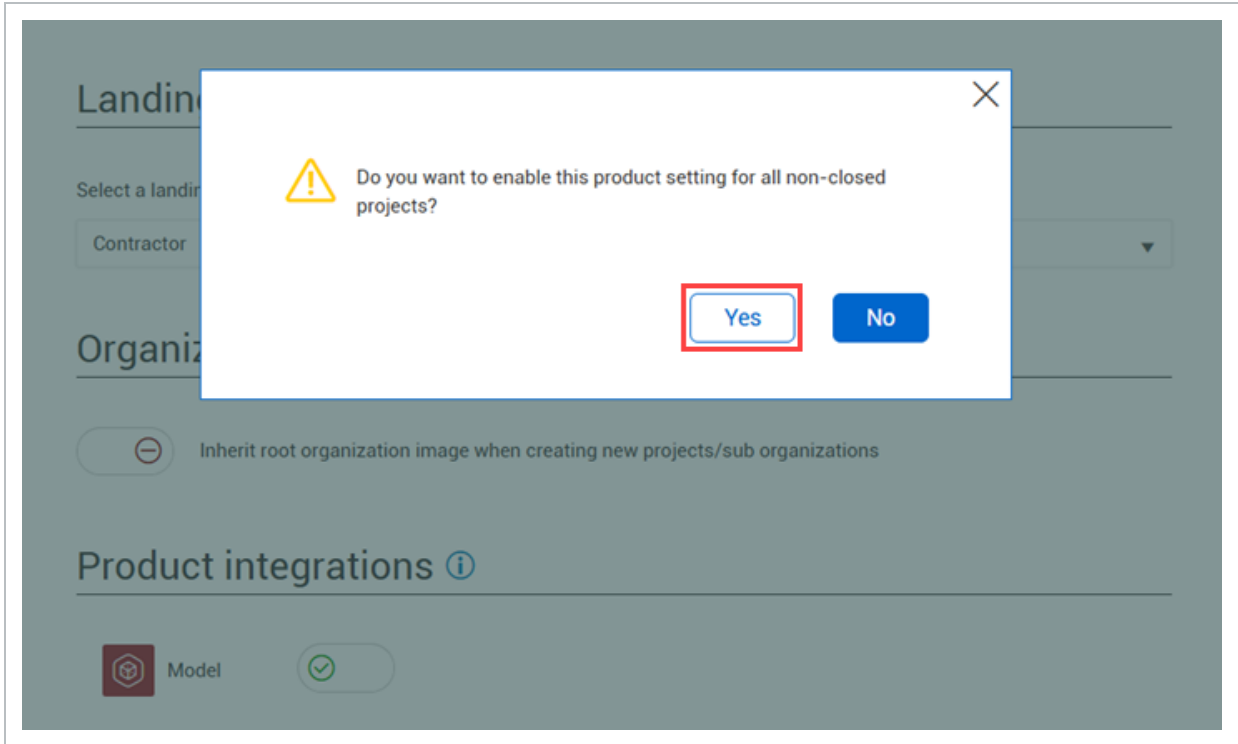 Landin
Do you want to enable this product setting for all non-closed
projects?
Select a landin
Contractor
Yes
No
Organiz
Inherit root organization image when creating new projects/sub organizations
Product integrations
Model